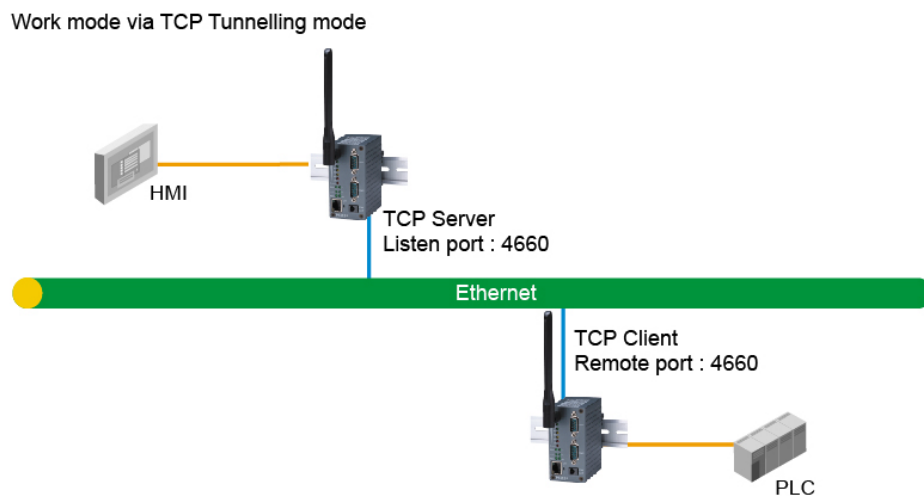 Work mode via TCP Tunnelling mode
HMI
TCP Server
Listen port : 4660
Ethernet
TCP Client
Remote port : 4660
PLC